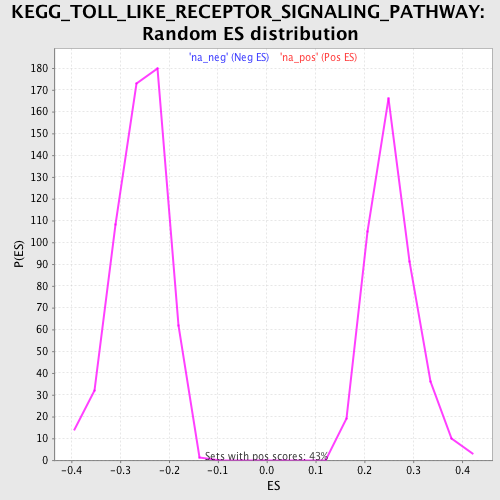 KEGG_TOLL_LIKE_RECEPTOR_SIGNALING_PATHWAY:
Random ES distribution
'na_neg' (Neg ES) 'na_pos' (Pos ES)
180
170
160
150
140
130
120
110
100
90
80
70
60
50
40
30
20
10
0
P(ES)
Sets with pos scores: 43%
-0.4 -0.3 -0.2 -0.1 0.0 0.1 0.2 0.3 0.4
ES